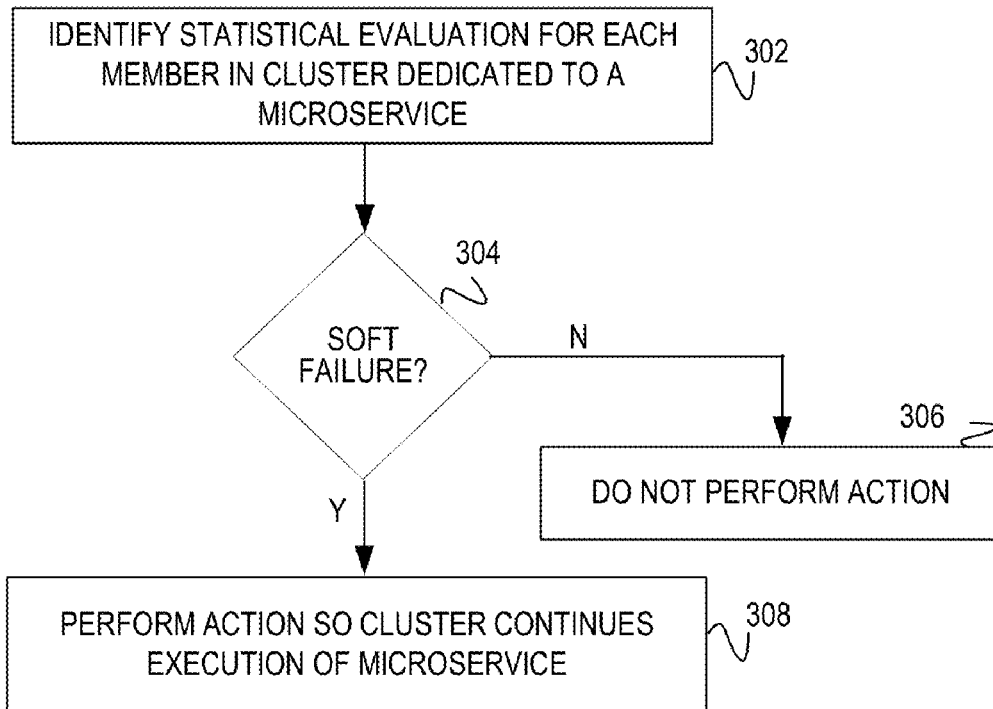 IDENTIFY STATISTICAL EVALUATION FOR EACH
MEMBER IN CLUSTER DEDICATED TO A
MICROSERVICE
302
304
SOFT
FAILURE?
N
306
DO NOT PERFORM ACTION
Y
PERFORM ACTION SO CLUSTER CONTINUES
EXECUTION OF MICROSERVICE
308